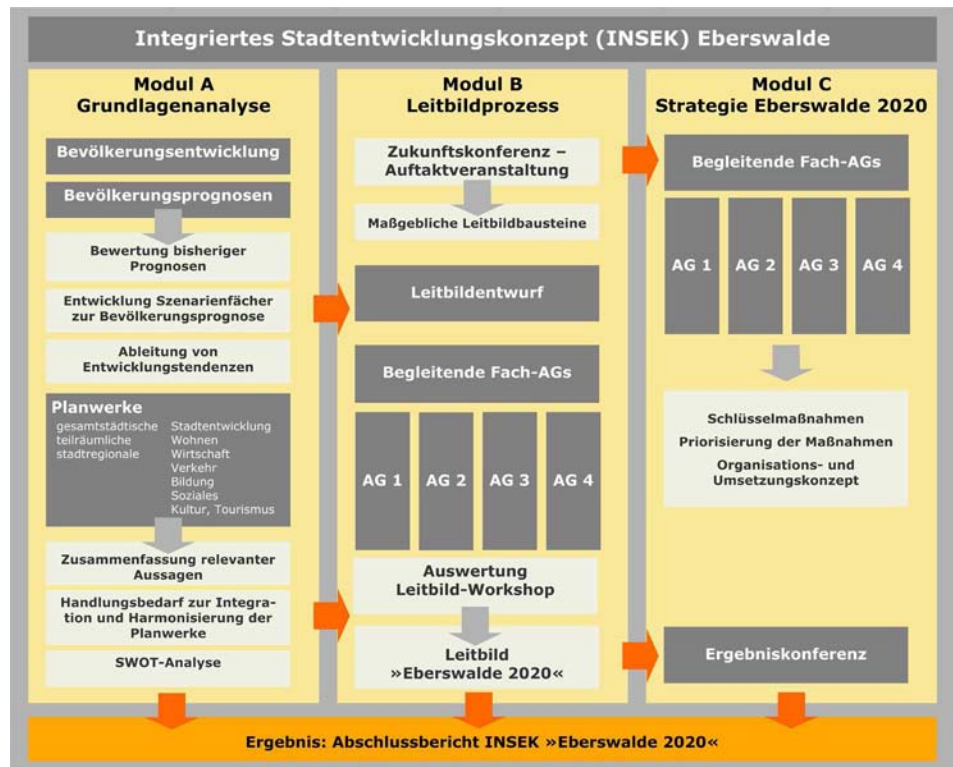 Integriertes Stadtentwicklungskonzept (INSEK) Eberswalde
Modul A
Grundlagenanalyse
Bevölkerungsentwicklung
Bevölkerungsprognosen
Bewertung bisheriger
Prognosen
Entwicklung Szenarienfächer
zur Bevölkerungsprognose
Ableitung von
Entwicklungstendenzen
Planwerke
gesamtstädtische
teilräumliche
stadtregionale
Stadtentwicklung
Wohnen
Wirtschaft
Verkehr
Bildung
Soziales
Kultur, Tourismus
Zusammenfassung relevanter
Aussagen
Handlungsbedarf zur Integra-
tion und Harmonisierung der
Planwerke
SWOT-Analyse
Modul B
Leitbildprozess
Zukunftskonferenz –
Auftaktveranstaltung
Maßgebliche Leitbildbausteine
Leitbildentwurf
Begleitende Fach-AGs
AG 1 AG 2 AG 3 AG 4
Auswertung
Leitbild-Workshop
Leitbild
»Eberswalde 2020«
Modul C
Strategie Eberswalde 2020
Begleitende Fach-AGs
AG 1 AG 2 AG 3 AG 4
Schlüsselmaßnahmen
Priorisierung der Maßnahmen
Organisations- und
Umsetzungskonzept
Ergebniskonferenz
Ergebnis: Abschlussbericht INSEK »Eberswalde 2020«